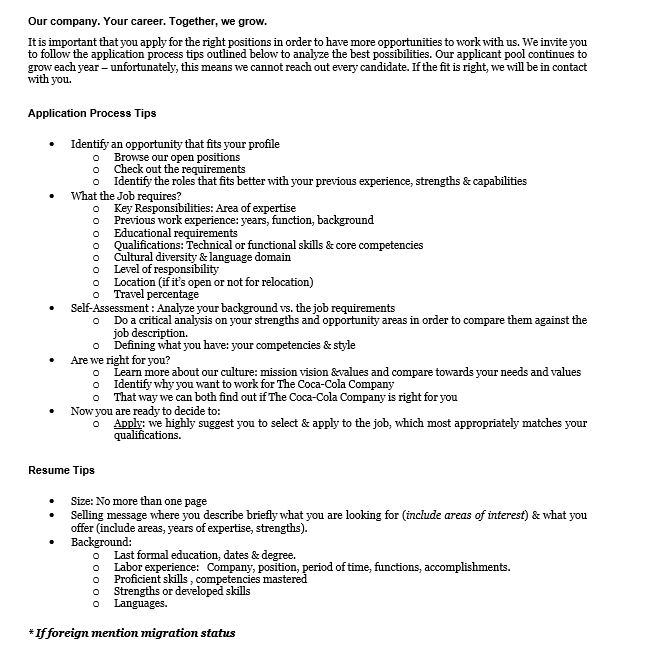 Our company. Your career. Together, we grow.
It is important that you apply for the right positions in order to have more opportunities to work with us. We invite you
to follow the application process tips outlined below to analyze the best possibilities. Our applicant pool continues to
grow each year – unfortunately, this means we cannot reach out every candidate. If the fit is right, we will be in contact
with you.
Application Process Tips
• Identify an opportunity that fits your profile
o Browse our open positions
o Check out the requirements
o Identify the roles that fits better with your previous experience, strengths & capabilities
• What the Job requires?
o Key Responsibilities: Area of expertise
o Previous work experience: years, function, background
o Educational requirements
o Qualifications: Technical or functional skills & core competencies
o Cultural diversity & language domain
o Level of responsibility
o Location (if it's open or not for relocation)
o Travel percentage
• Self-Assessment : Analyze your background vs. the job requirements
o Do a critical analysis on your strengths and opportunity areas in order to compare them against the
job description.
o Defining what you have: your competencies & style
• Are we right for you?
o Learn more about our culture: mission vision &values and compare towards your needs and values
o Identify why you want to work for The Coca-Cola Company
o That way we can both find out if The Coca-Cola Company is right for you
• Now you are ready to decide to:
o Apply: we highly suggest you to select & apply to the job, which most appropriately matches your
qualifications.
Resume Tips
• Size: No more than one page
• Selling message where you describe briefly what you are looking for (include areas of interest) & what you
offer (include areas, years of expertise, strengths).
• Background:
o Last formal education, dates & degree.
o Labor experience: Company, position, period of time, functions, accomplishments.
o Proficient skills , competencies mastered
o Strengths or developed skills
o Languages.
* If foreign mention migration status